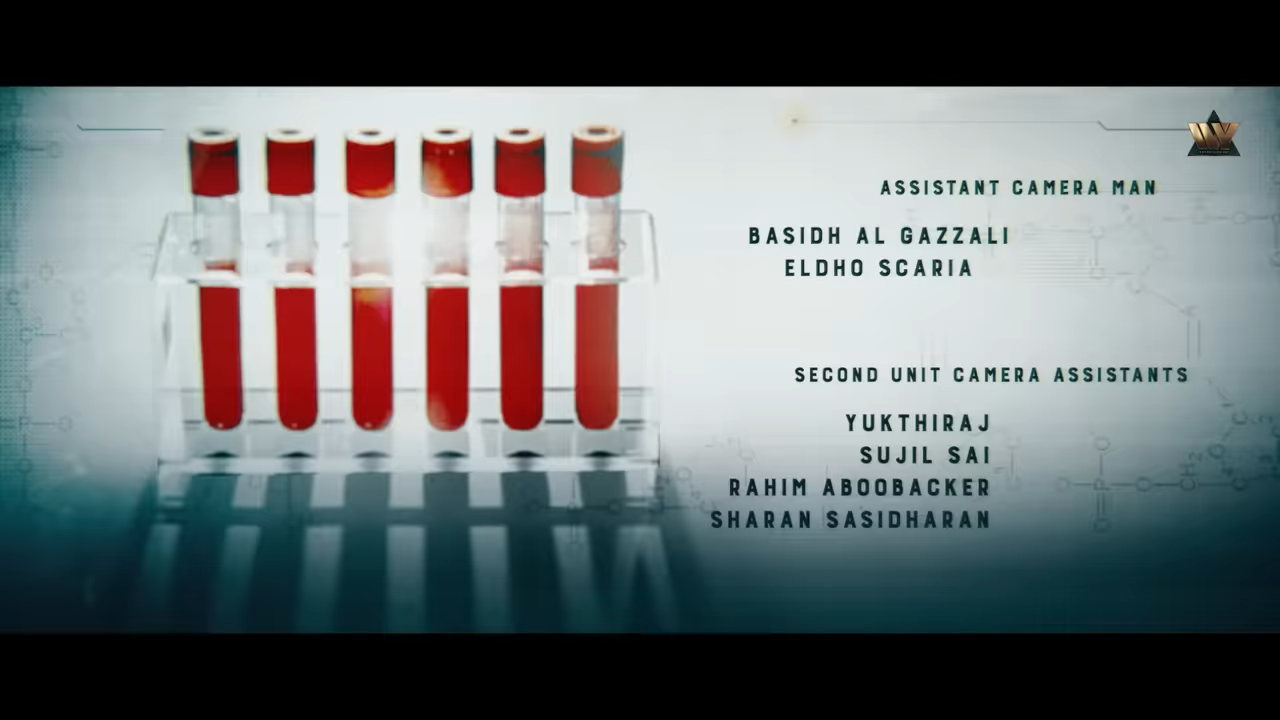 ASSISTANT CAMERA MAN
BASIDH AL GAZZALI
ELDHO SCARIA
SECOND UNIT CAMERA ASSISTANTS
YUKTHIRAJ
SUJIL SAI
RAHIM ABOOBACKER
SHARAN SASIDHARAN